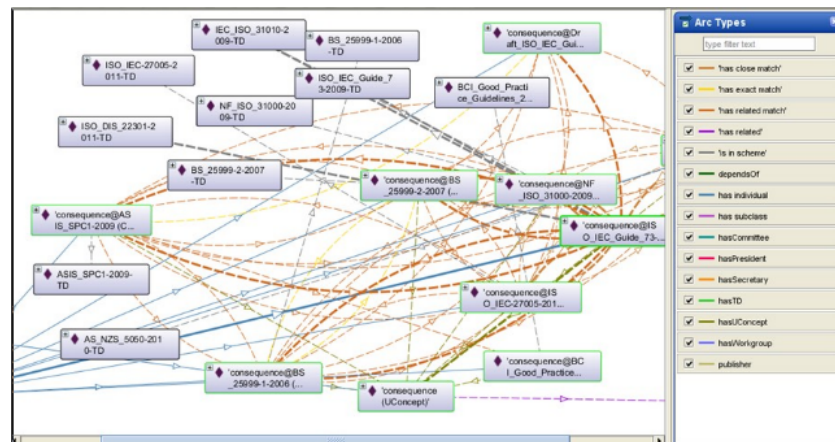 IEC_ISO_31010-2
009-TD
BS_25999-1-2006
-TD
'consequence@Dr
aft_ISO_IEC_Gui...
ISO_IEC-27005-2
011-TD
ISO_IEC_Guide_7
3-2009-TD
BCI_Good_Practi
ce_Guidelines_2...
NF_ISO_31000-20
09-TD
ISO_DIS_22301-2
011-TD
BS_25999-2-2007
-TD
'consequence@BS
_25999-2-2007 (...
'consequence@NF
_ISO_31000-2009...
'consequence@AS
IS_SPC1-2009 (C...
'consequence@IS
O_IEC_Guide_73-...
ASIS_SPC1-2009-
TD
'consequence@IS
O_IEC-27005-201...
AS_NZS_5050-201
0-TD
'consequence@BC
I_Good_Practice...
'consequence@BS
_25999-1-2006 (...
'consequence
(UConcept)'
Arc Types
type filter text
'has close match'
'has exact match'
'has related match'
'has related'
'is in scheme'
dependsOf
has individual
has subclass
hasCommittee
hasPresident
hasSecretary
hasTD
hasUConcept
hasWorkgroup
publisher